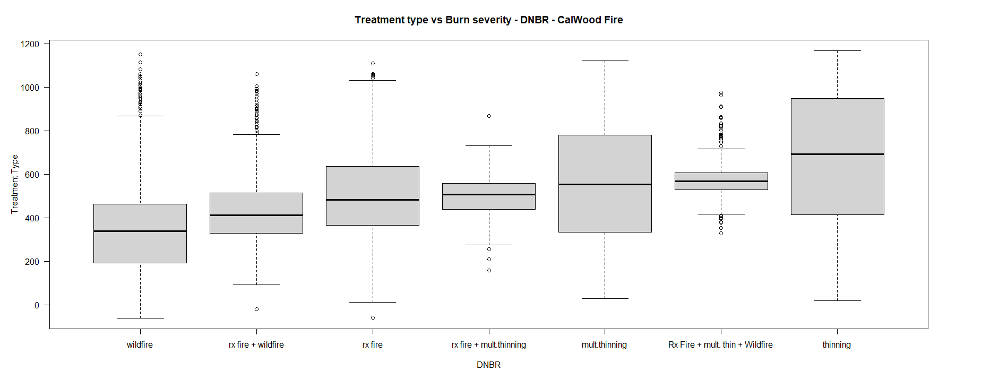 Treatment type vs Burn severity - DNBR - CalWood Fire
1200
1000
800
600
400
200
0
Treatment Type
wildfire
rx fire + wildfire
rx fire
rx fire + mult.thinning
mult.thinning
Rx Fire + mult. thin + Wildfire
thinning
DNBR